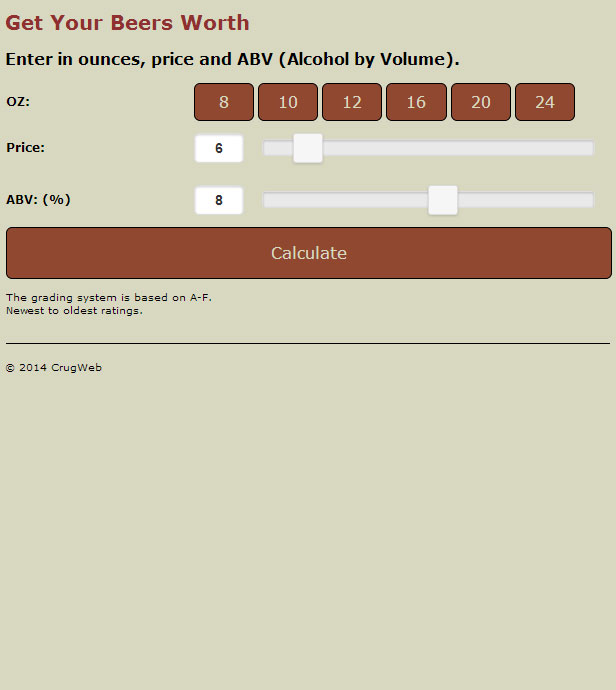 Get Your Beers Worth
Enter in ounces, price and ABV (Alcohol by Volume).
OZ: 8 10 12 16 20 24
Price: 6
ABV: (%) 8
Calculate
The grading system is based on A-F.
Newest to oldest ratings.
© 2014 CrugWeb